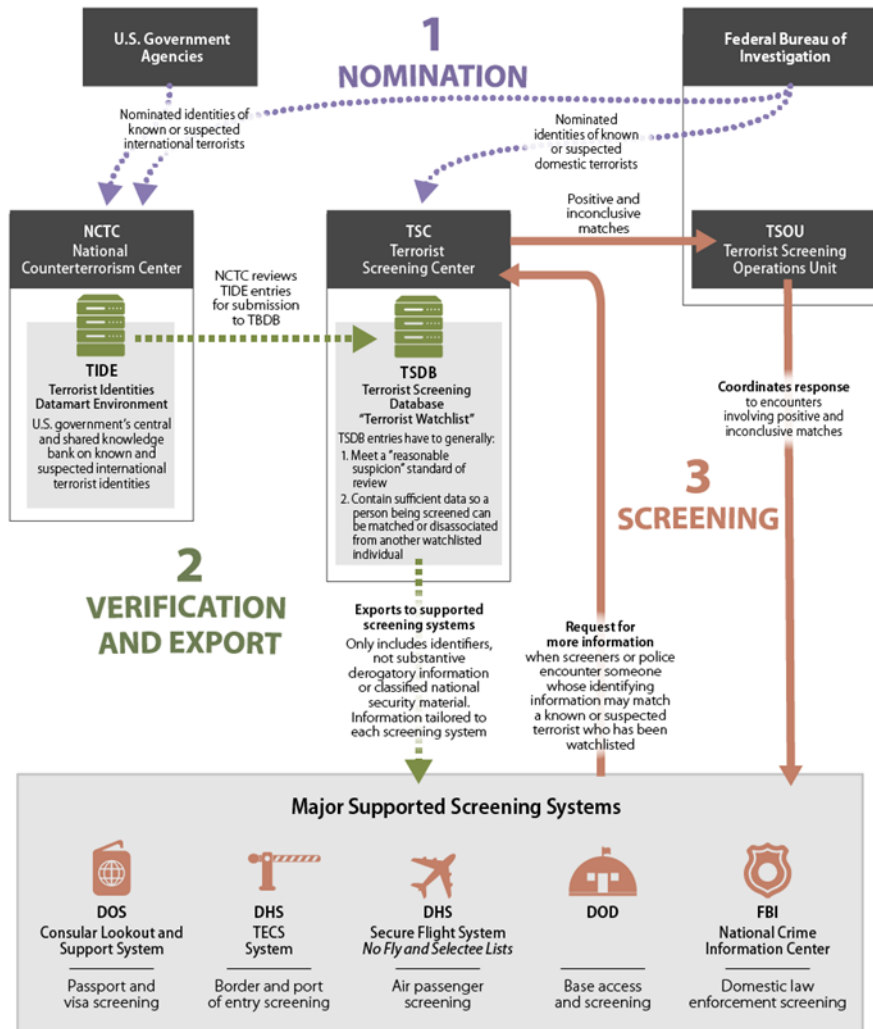 U.S. Government
Agencies
1
NOMINATION
Federal Bureau of
Investigation
Nominated identities of
known or suspected
international terrorists
Nominated
identities of known
or suspected
domestic terrorists
NCTC
National
Counterterrorism Center
TSC
Terrorist
Screening Center
Positive and
inconclusive
matches
TSOU
Terrorist Screening
Operations Unit
NCTC reviews
TIDE entries
for submission
to TBDB
TIDE
Terrorist Identities
Datamart Environment
U.S. government's central
and shared knowledge
bank on known and
suspected international
terrorist identities
TSDB
Terrorist Screening
Database
"Terrorist Watchlist"
TSDB entries have to generally:
1. Meet a "reasonable
suspicion" standard of
review
2. Contain sufficient data so a
person being screened can
be matched or disassociated
from another watchlisted
individual
Coordinates response
to encounters
involving positive and
inconclusive matches
3
SCREENING
2
VERIFICATION
AND EXPORT
Exports to supported
screening systems
Only includes identifiers,
not substantive
derogatory information
or classified national
security material.
Information tailored to
each screening system
Request for
more information
when screeners or police
encounter someone
whose identifying
information may match
a known or suspected
terrorist who has been
watchlisted
Major Supported Screening Systems
DOS
Consular Lookout and
Support System
Passport and
visa screening
DHS
TECS
System
Border and port
of entry screening
DHS
Secure Flight System
No Fly and Selectee Lists
Air passenger
screening
DOD
Base access
and screening
FBI
National Crime
Information Center
Domestic law
enforcement screening